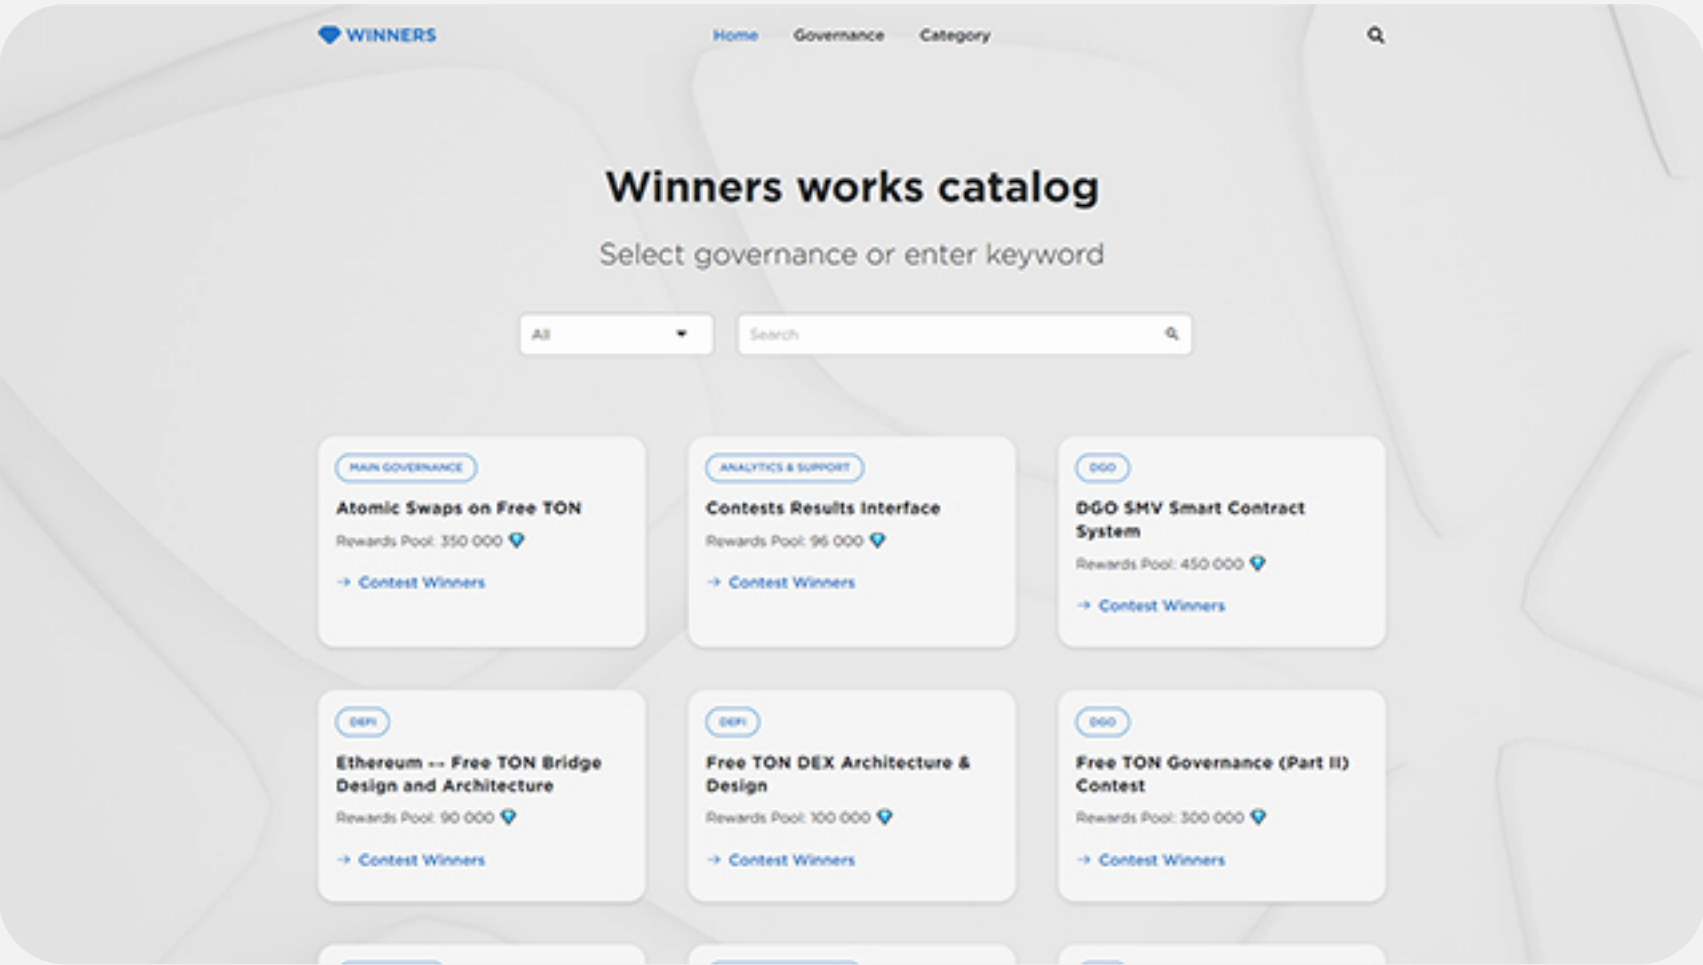 WINNERS
Home Governance Category
Winners works catalog
Select governance or enter keyword
All
Search
MAIN GOVERNANCE
Atomic Swaps on Free TON
Rewards Pool: 350 000
→ Contest Winners
ANALYTICS & SUPPORT
Contests Results Interface
Rewards Pool: 96 000
→ Contest Winners
DGO
DGO SMV Smart Contract
System
Rewards Pool: 450 000
→ Contest Winners
DEFI
Ethereum ↔ Free TON Bridge
Design and Architecture
Rewards Pool: 90 000
→ Contest Winners
DEFI
Free TON DEX Architecture &
Design
Rewards Pool: 100 000
→ Contest Winners
DGO
Free TON Governance (Part II)
Contest
Rewards Pool: 300 000
→ Contest Winners